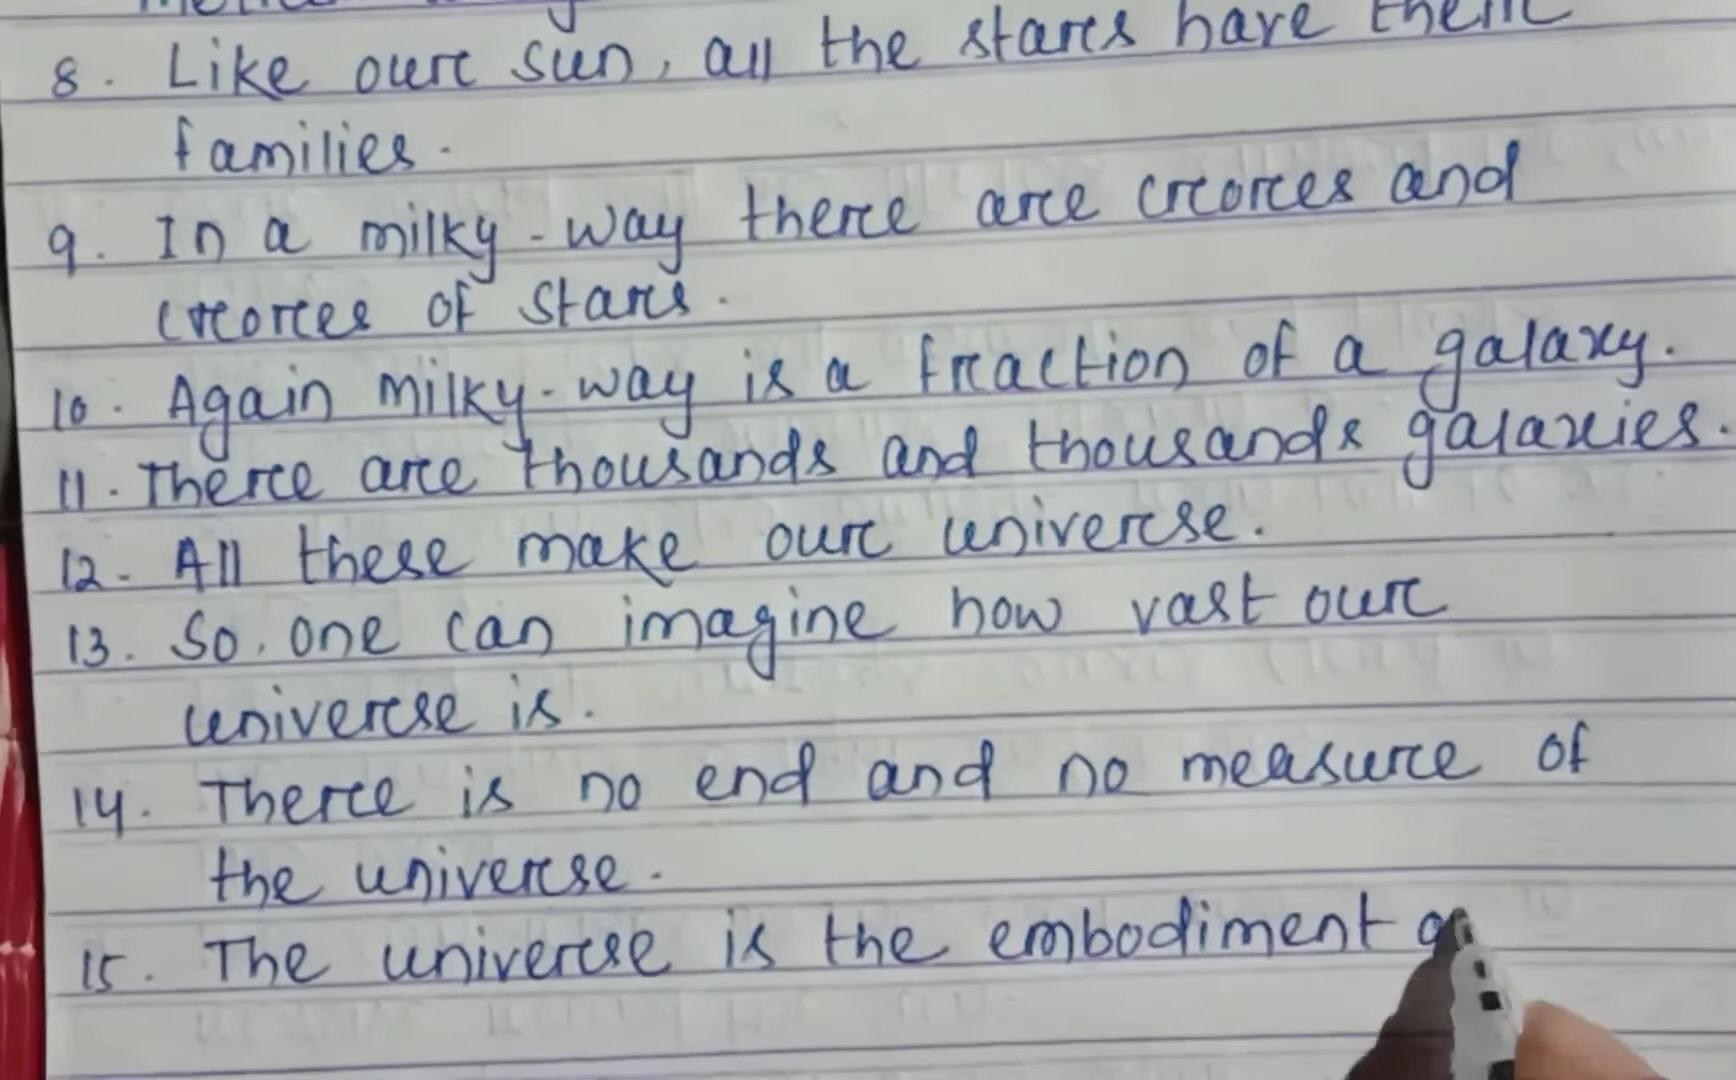 8. Like our sun, all the stars have their
families.
9. In a milky-way there are crores and
crores of stars.
10. Again milky-way is a fraction of a galaxy.
11. There are thousands and thousands galaxies.
12. All these make our universe.
13. So, one can imagine how vast our
universe is.
14. There is no end and no measure of
the universe.
15. The universe is the embodiment